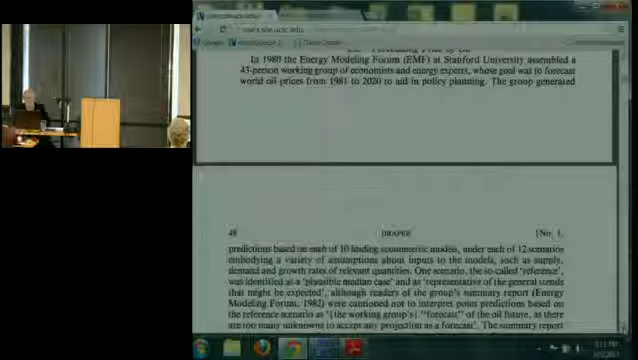 In 1980 the Energy Modeling Forum (EMF) at Stanford University assembled a
43-person working group of economists and energy experts, whose goal was to forecast
world oil prices from 1981 to 2020 to aid in policy planning. The group generated
48 DRAPER [No. 1,
predictions based on each of 10 leading econometric models, under each of 12 scenarios
embodying a variety of assumptions about inputs to the models, such as supply,
demand and growth rates of relevant quantities. One scenario, the so-called 'reference',
was identified as a 'plausible median case' and as 'representative of the general trends
that might be expected', although readers of the group's summary report (Energy
Modeling Forum, 1982) were cautioned not to interpret point predictions based on
the reference scenario as '[the working group's] "forecast" of the oil future, as there
are too many unknowns to accept any projection as a forecast'. The summary report